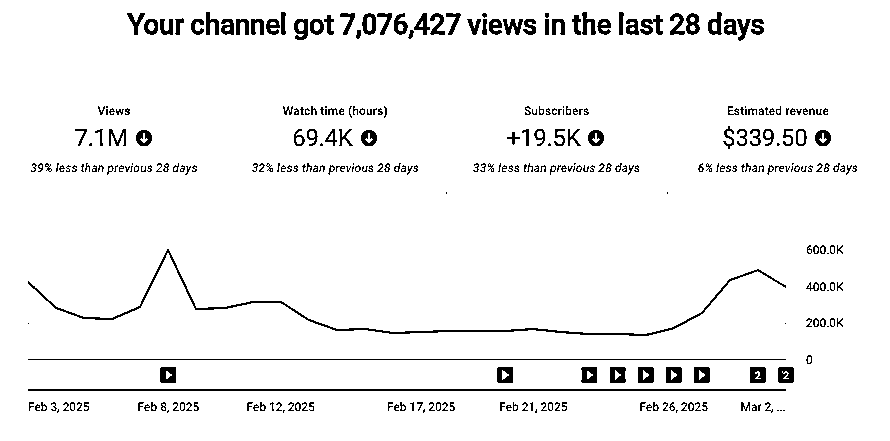 Your channel got 7,076,427 views in the last 28 days
Views
7.1M
39% less than previous 28 days
Watch time (hours)
69.4K
32% less than previous 28 days
Subscribers
+19.5K
33% less than previous 28 days
Estimated revenue
$339.50
6% less than previous 28 days
600.0K
400.0K
200.0K
0
2 2
Feb 3, 2025 Feb 8, 2025 Feb 12, 2025 Feb 17, 2025 Feb 21, 2025 Feb 26, 2025 Mar 2, ...